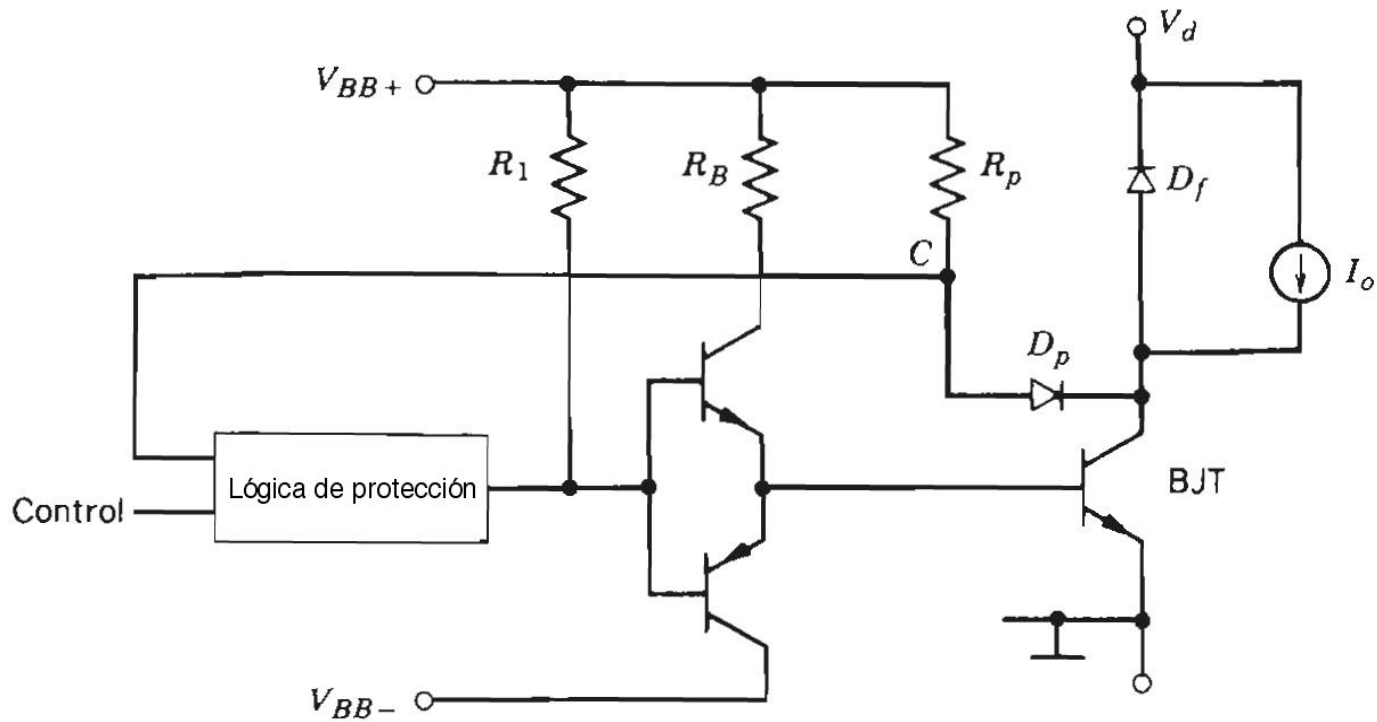 V_d
V_BB+
R_1
R_B
R_p
D_f
C
I_o
D_p
Lógica de protección
BJT
Control
V_BB−